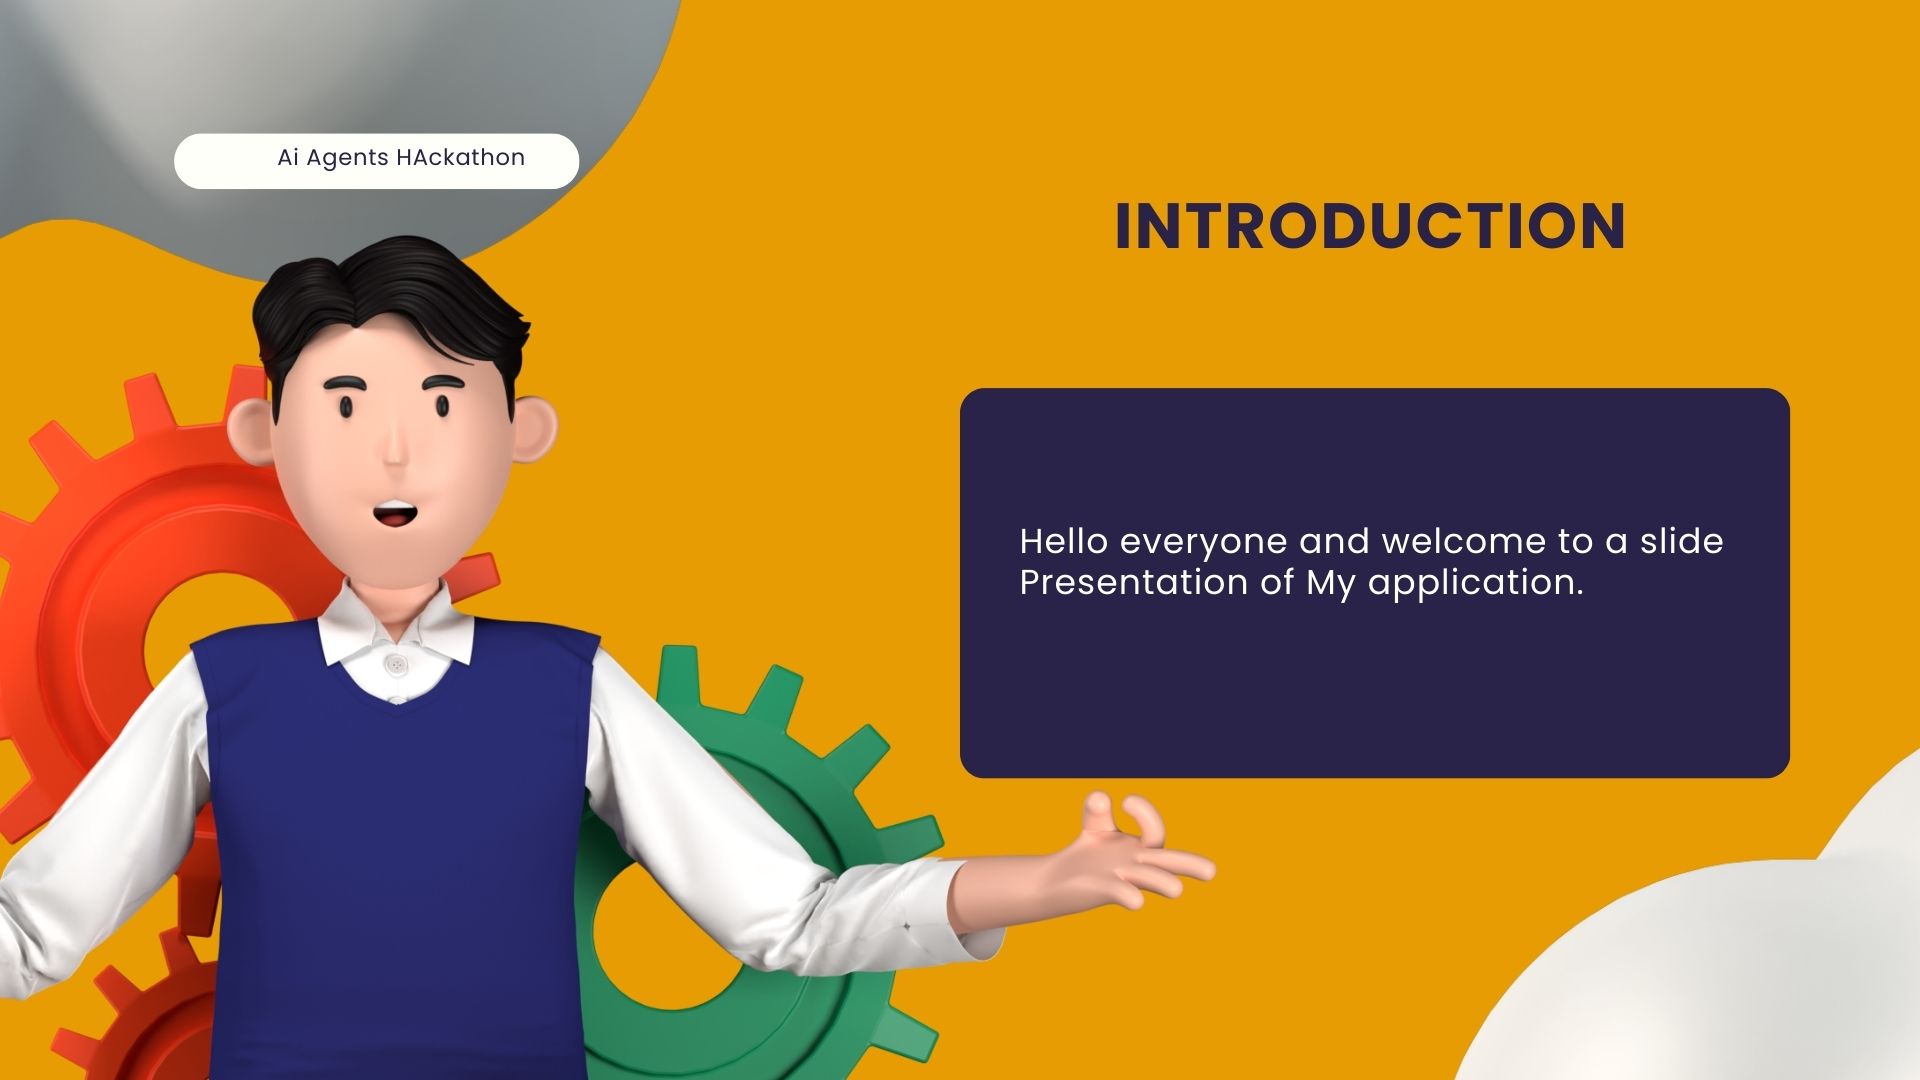 Ai Agents HAckathon
INTRODUCTION
Hello everyone and welcome to a slide
Presentation of My application.